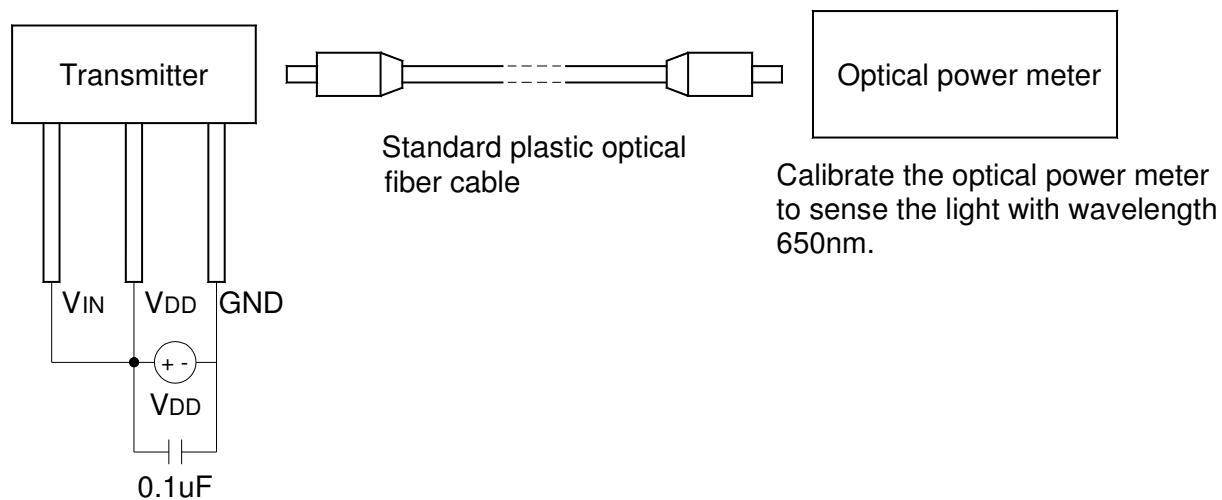 Transmitter
Optical power meter
Standard plastic optical
fiber cable
Calibrate the optical power meter
to sense the light with wavelength
650nm.
VIN
VDD
GND
+ -
VDD
0.1uF